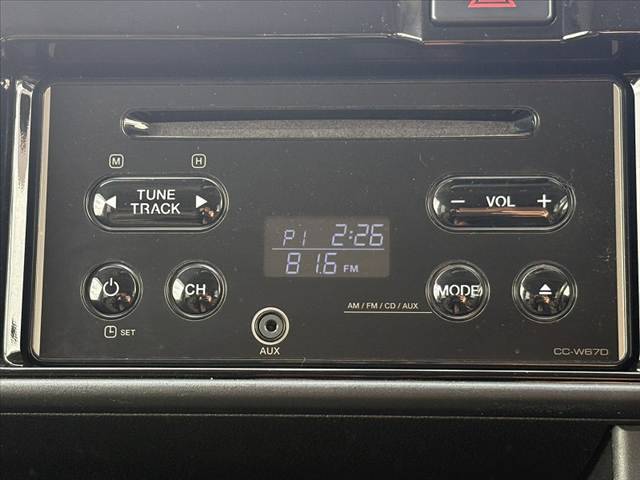 M H
TUNE
TRACK
− VOL +
P1 2:26
81.6 FM
CH
MODE
AM / FM / CD / AUX
SET
AUX
CC-W67D